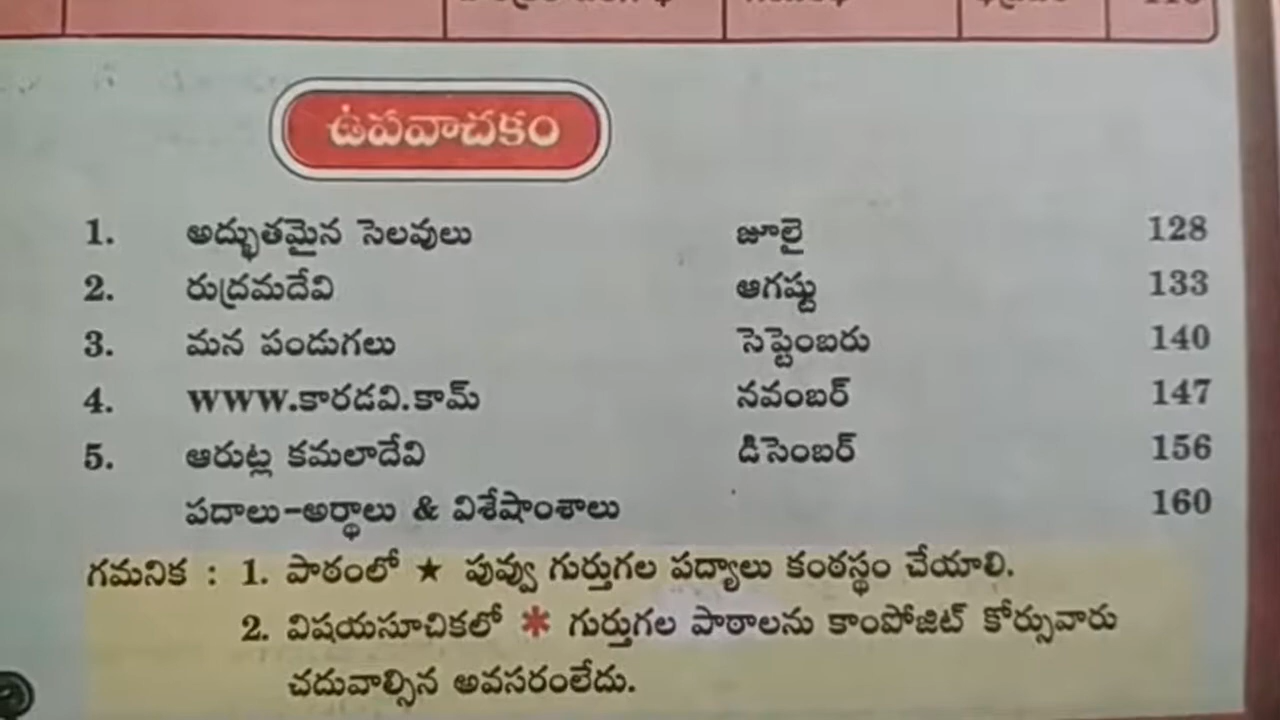 ఉపవాచకం
1. అద్భుతమైన సెలవులు జూలై 128
2. రుద్రమదేవి ఆగష్టు 133
3. మన పండుగలు సెప్టెంబరు 140
4. www.కారడవి.కామ్ నవంబర్ 147
5. ఆరుట్ల కమలాదేవి డిసెంబర్ 156
పదాలు-అర్థాలు & విశేషాంశాలు 160
గమనిక : 1. పాఠంలో ★ పువ్వు గుర్తుగల పద్యాలు కంఠస్థం చేయాలి.
2. విషయసూచికలో * గుర్తుగల పాఠాలను కాంపోజిట్ కోర్సువారు
చదువాల్సిన అవసరంలేదు.